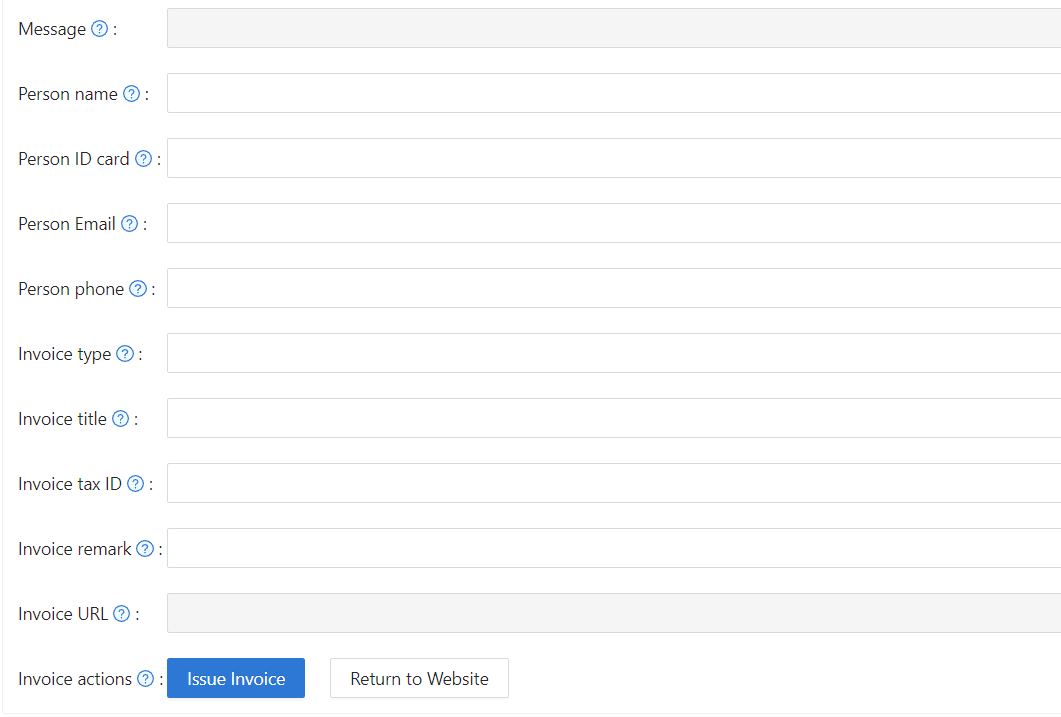 Message ? :
Person name ? :
Person ID card ? :
Person Email ? :
Person phone ? :
Invoice type ? :
Invoice title ? :
Invoice tax ID ? :
Invoice remark ? :
Invoice URL ? :
Invoice actions ? : Issue Invoice Return to Website